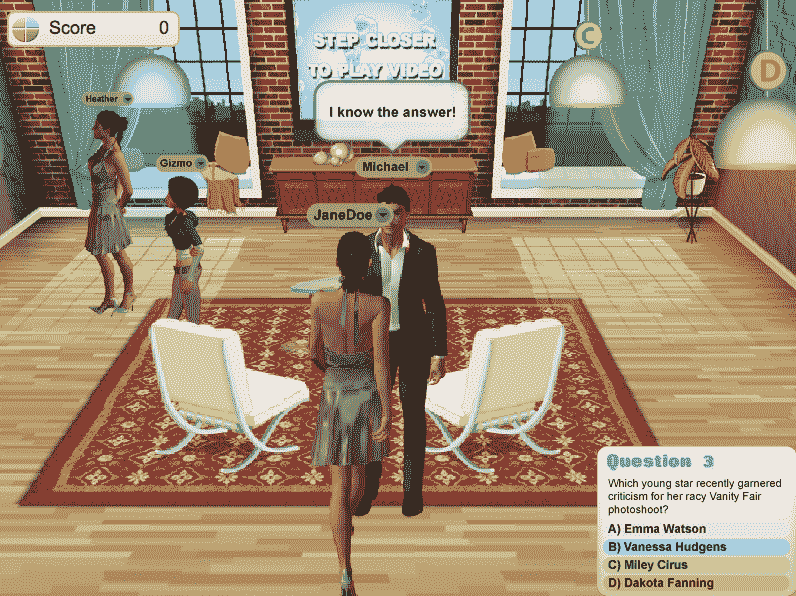 Score 0
STEP CLOSER
TO PLAY VIDEO
C
D
Heather
I know the answer!
Gizmo
Michael
JaneDoe
Question 3
Which young star recently garnered
criticism for her racy Vanity Fair
photoshoot?
A) Emma Watson
B) Vanessa Hudgens
C) Miley Cirus
D) Dakota Fanning